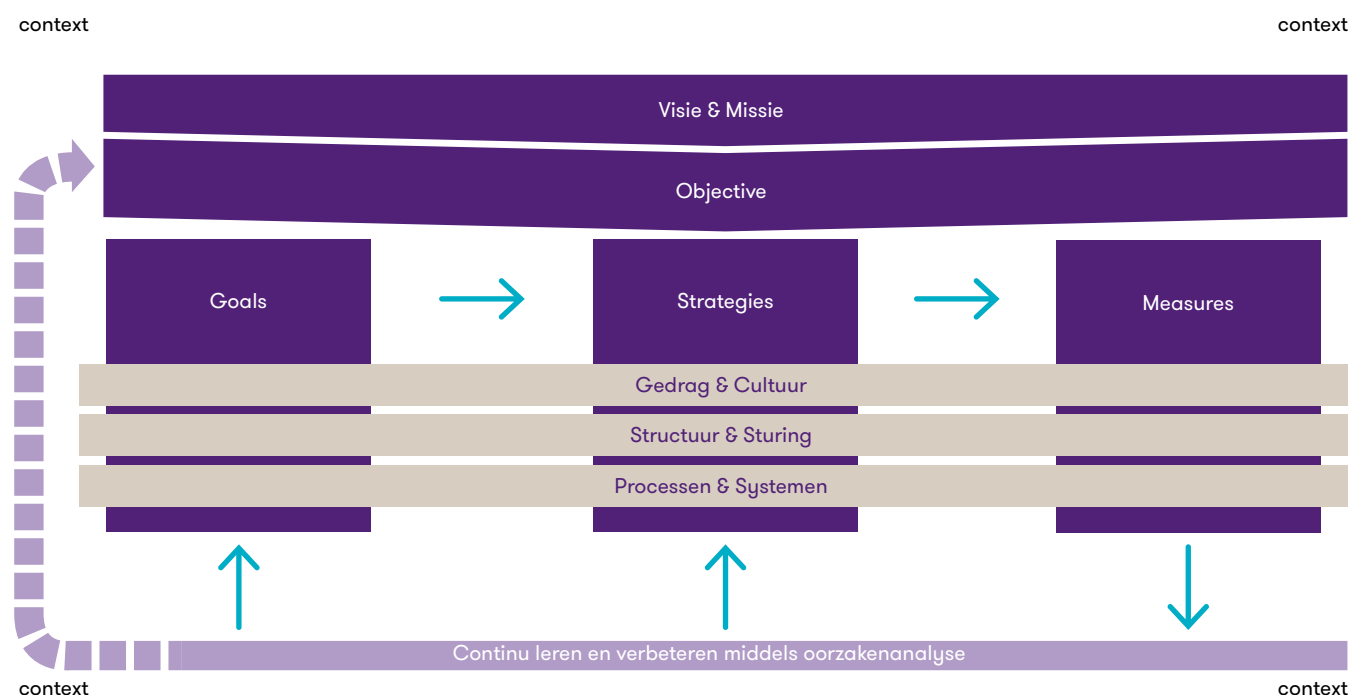 context
context
Visie & Missie
Objective
Goals
Strategies
Measures
Gedrag & Cultuur
Structuur & Sturing
Processen & Systemen
Continu leren en verbeteren middels oorzakenanalyse
context
context